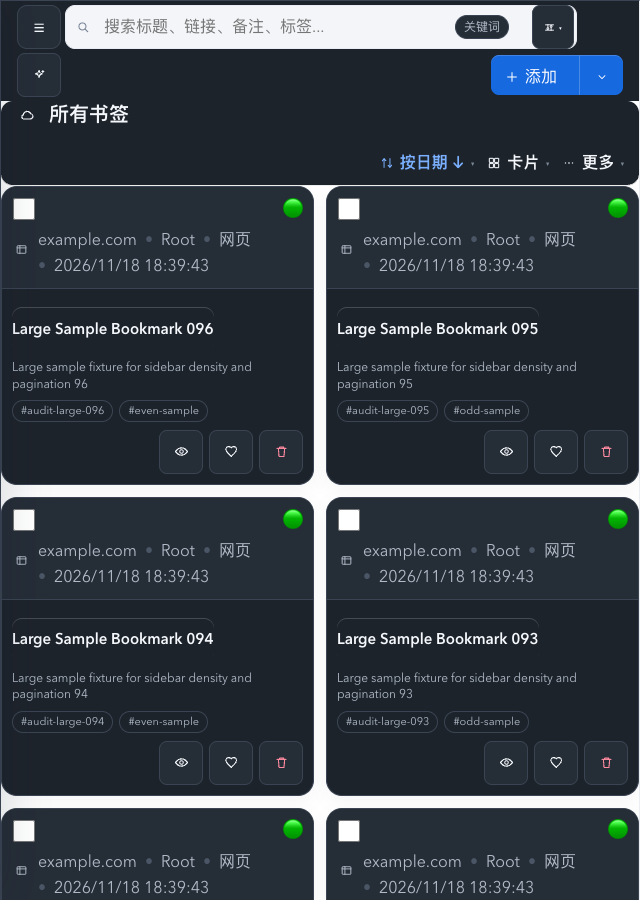 搜索标题、链接、备注、标签... 关键词
添加
所有书签
按日期 卡片 ··· 更多
example.com • Root • 网页
• 2026/11/18 18:39:43
Large Sample Bookmark 096
Large sample fixture for sidebar density and
pagination 96
#audit-large-096 #even-sample
example.com • Root • 网页
• 2026/11/18 18:39:43
Large Sample Bookmark 095
Large sample fixture for sidebar density and
pagination 95
#audit-large-095 #odd-sample
example.com • Root • 网页
• 2026/11/18 18:39:43
Large Sample Bookmark 094
Large sample fixture for sidebar density and
pagination 94
#audit-large-094 #even-sample
example.com • Root • 网页
• 2026/11/18 18:39:43
Large Sample Bookmark 093
Large sample fixture for sidebar density and
pagination 93
#audit-large-093 #odd-sample
example.com • Root • 网页
• 2026/11/18 18:39:43
example.com • Root • 网页
• 2026/11/18 18:39:43